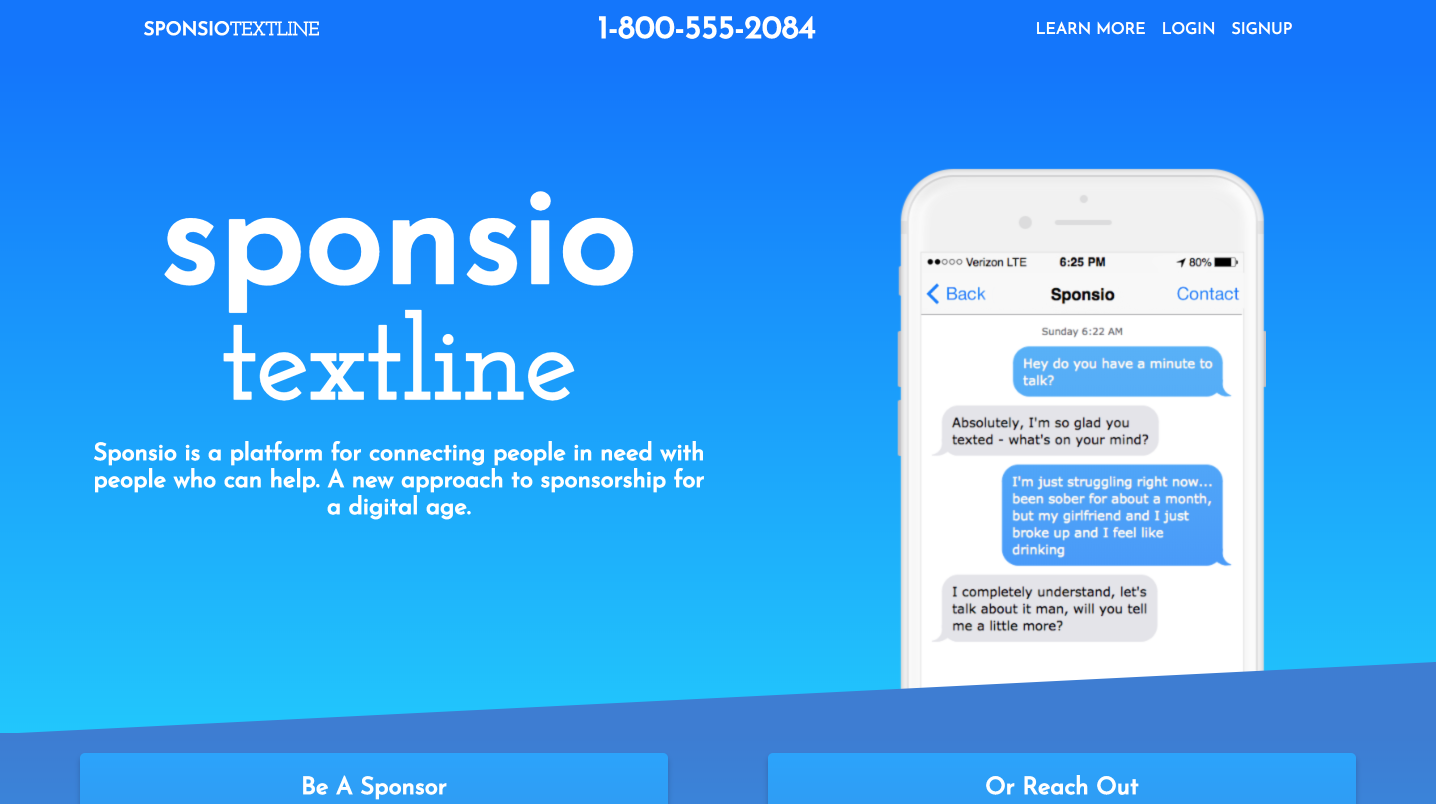 SPONSIOTEXTLINE
1-800-555-2084
LEARN MORE LOGIN SIGNUP
sponsio
textline
Sponsio is a platform for connecting people in need with
people who can help. A new approach to sponsorship for
a digital age.
Verizon LTE 6:25 PM 80%
Back Sponsio Contact
Sunday 6:22 AM
Hey do you have a minute to
talk?
Absolutely, I'm so glad you
texted - what's on your mind?
I'm just struggling right now...
been sober for about a month,
but my girlfriend and I just
broke up and I feel like
drinking
I completely understand, let's
talk about it man, will you tell
me a little more?
Be A Sponsor
Or Reach Out